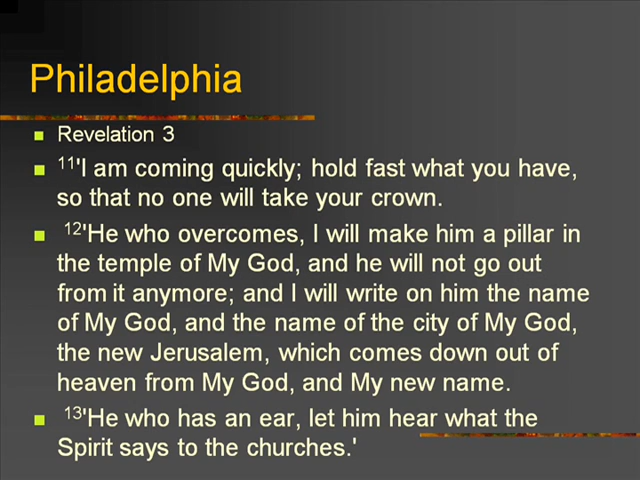 Philadelphia
Revelation 3
11'I am coming quickly; hold fast what you have,
so that no one will take your crown.
12'He who overcomes, I will make him a pillar in
the temple of My God, and he will not go out
from it anymore; and I will write on him the name
of My God, and the name of the city of My God,
the new Jerusalem, which comes down out of
heaven from My God, and My new name.
13'He who has an ear, let him hear what the
Spirit says to the churches.'